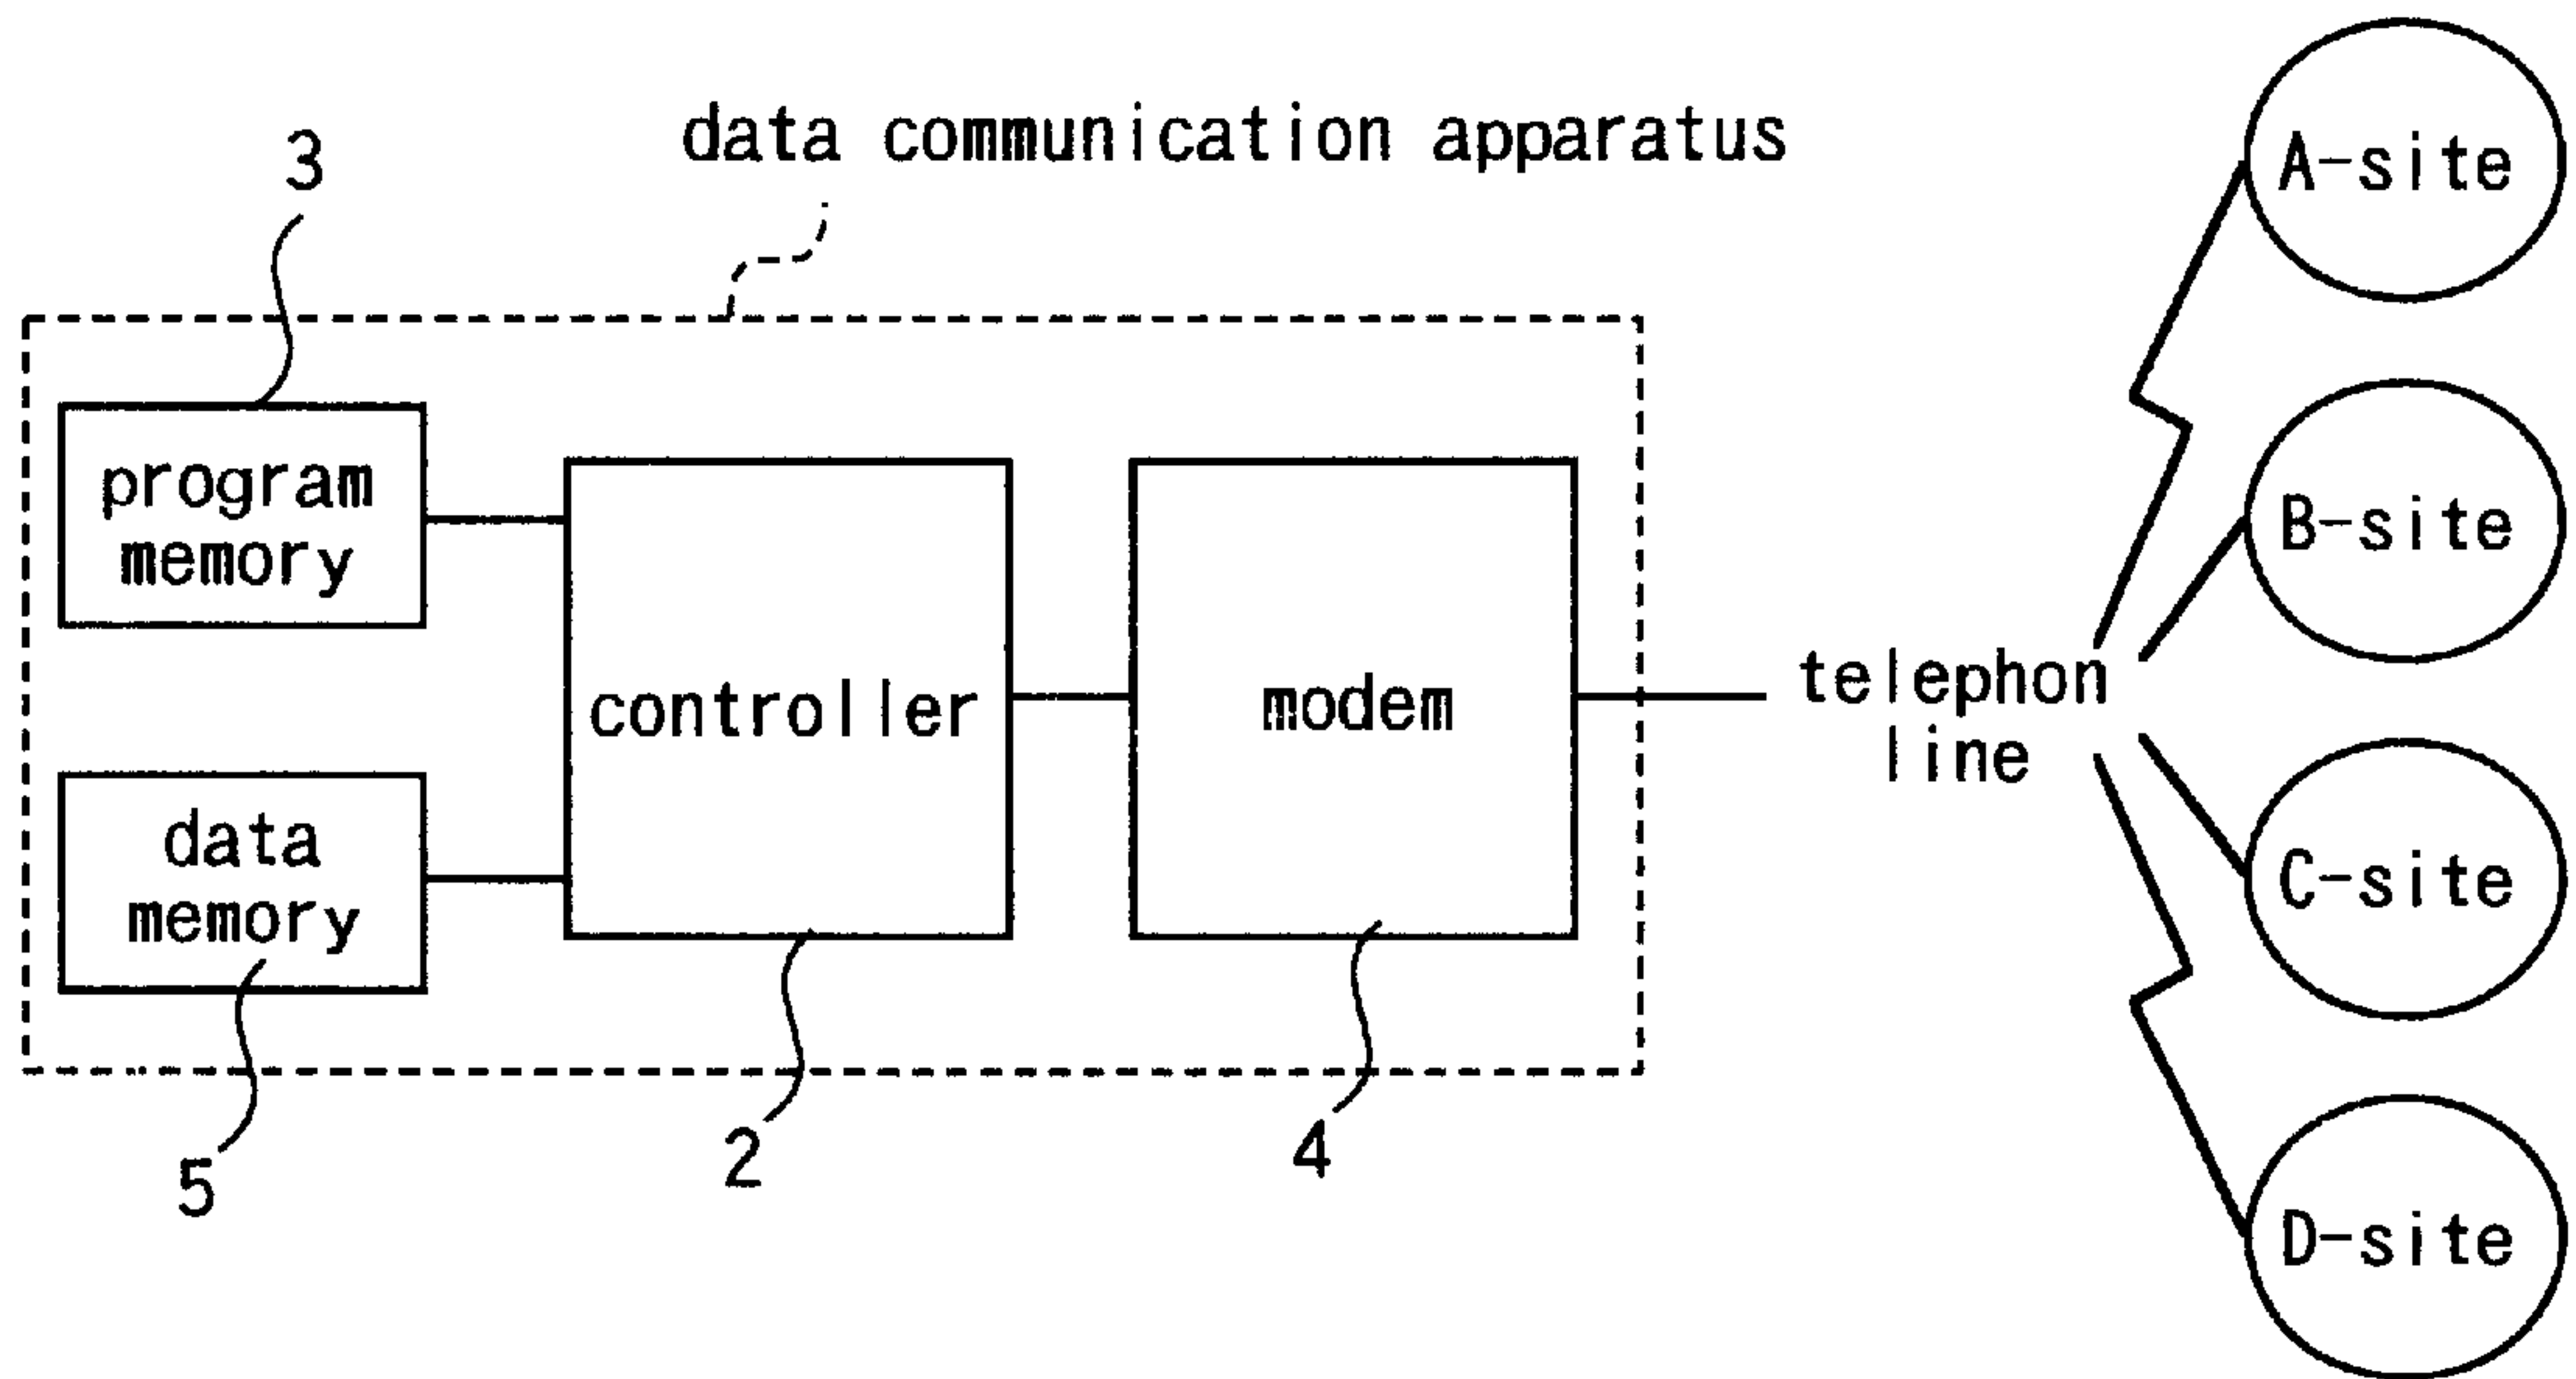 data communication apparatus
3
program
memory
data
memory
controller
modem
telephon
line
A-site
B-site
C-site
D-site
5
2
4